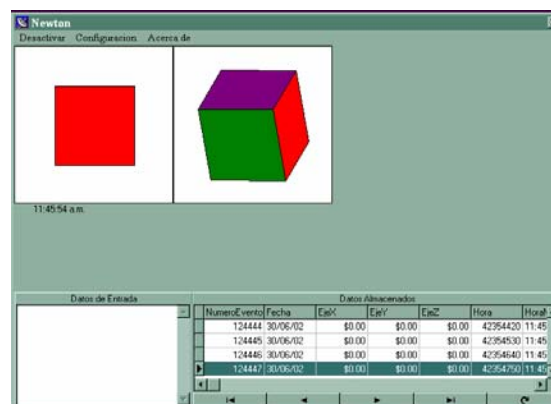 Newton
Desactivar Configuracion Acerca de
11:45:54 a.m.
Datos de Entrada
Datos Almacenados
NumeroEvento Fecha EjeX EjeY EjeZ Hora
124444 30/06/02 $0.00 $0.00 $0.00 42354420 11:45
124445 30/06/02 $0.00 $0.00 $0.00 42354530 11:45
124446 30/06/02 $0.00 $0.00 $0.00 42354640 11:45
124447 30/06/02 $0.00 $0.00 $0.00 42354750 11:45